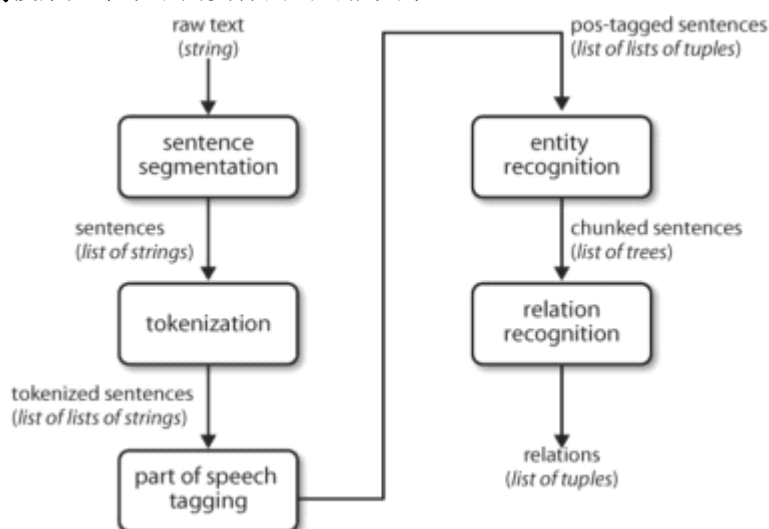 raw text
(string)
sentence
segmentation
sentences
(list of strings)
tokenization
tokenized sentences
(list of lists of strings)
part of speech
tagging
pos-tagged sentences
(list of lists of tuples)
entity
recognition
chunked sentences
(list of trees)
relation
recognition
relations
(list of tuples)